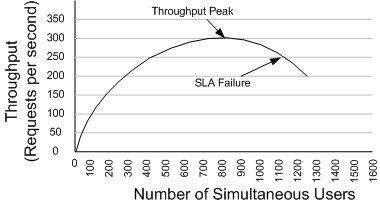 Throughput Peak
350
300
250
200
150
100
50
0
SLA Failure
Throughput
(Requests per second)
0 100 200 300 400 500 600 700 800 900 1000 1100 1200 1300 1400 1500 1600
Number of Simultaneous Users